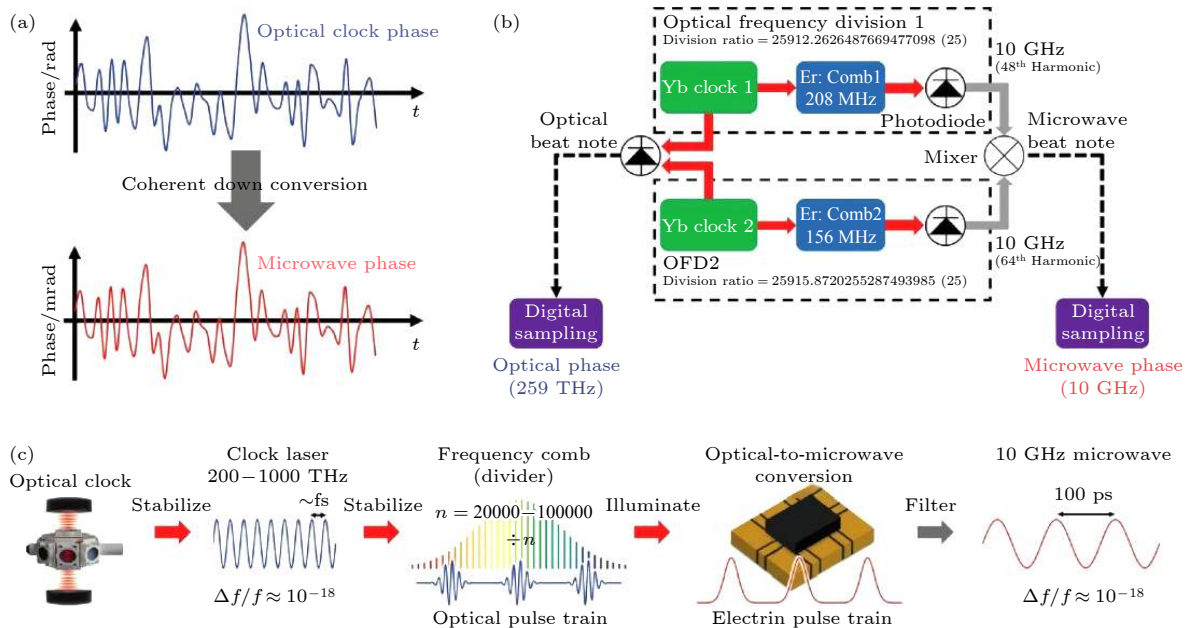 (a)
Optical clock phase
Phase/rad
t
Coherent down conversion
Microwave phase
Phase/mrad
t
(b)
Optical frequency division 1
Division ratio = 25912.2626487669477098 (25)
Yb clock 1
Er: Comb1
208 MHz
Photodiode
10 GHz
(48th Harmonic)
Optical
beat note
Mixer
Microwave
beat note
Yb clock 2
Er: Comb2
156 MHz
10 GHz
(64th Harmonic)
OFD2
Division ratio = 25915.8720255287493985 (25)
Digital
sampling
Optical phase
(259 THz)
Digital
sampling
Microwave phase
(10 GHz)
(c)
Optical clock
Stabilize
Clock laser
200−1000 THz
~fs
Δf/f ≈ 10⁻¹⁸
Stabilize
Frequency comb
(divider)
n = 20000−100000
÷n
Optical pulse train
Illuminate
Optical-to-microwave
conversion
Electrin pulse train
Filter
10 GHz microwave
100 ps
Δf/f ≈ 10⁻¹⁸